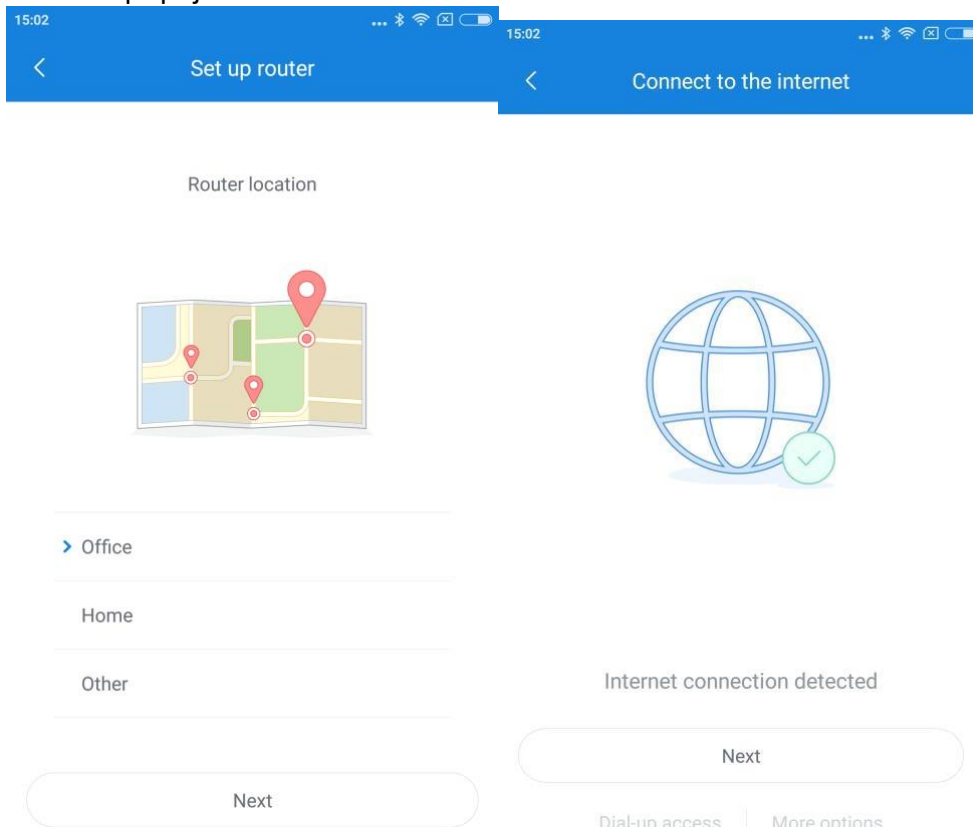 15:02
Set up router
Router location
Office
Home
Other
Next
15:02
Connect to the internet
Internet connection detected
Next
Dial-up access
More options